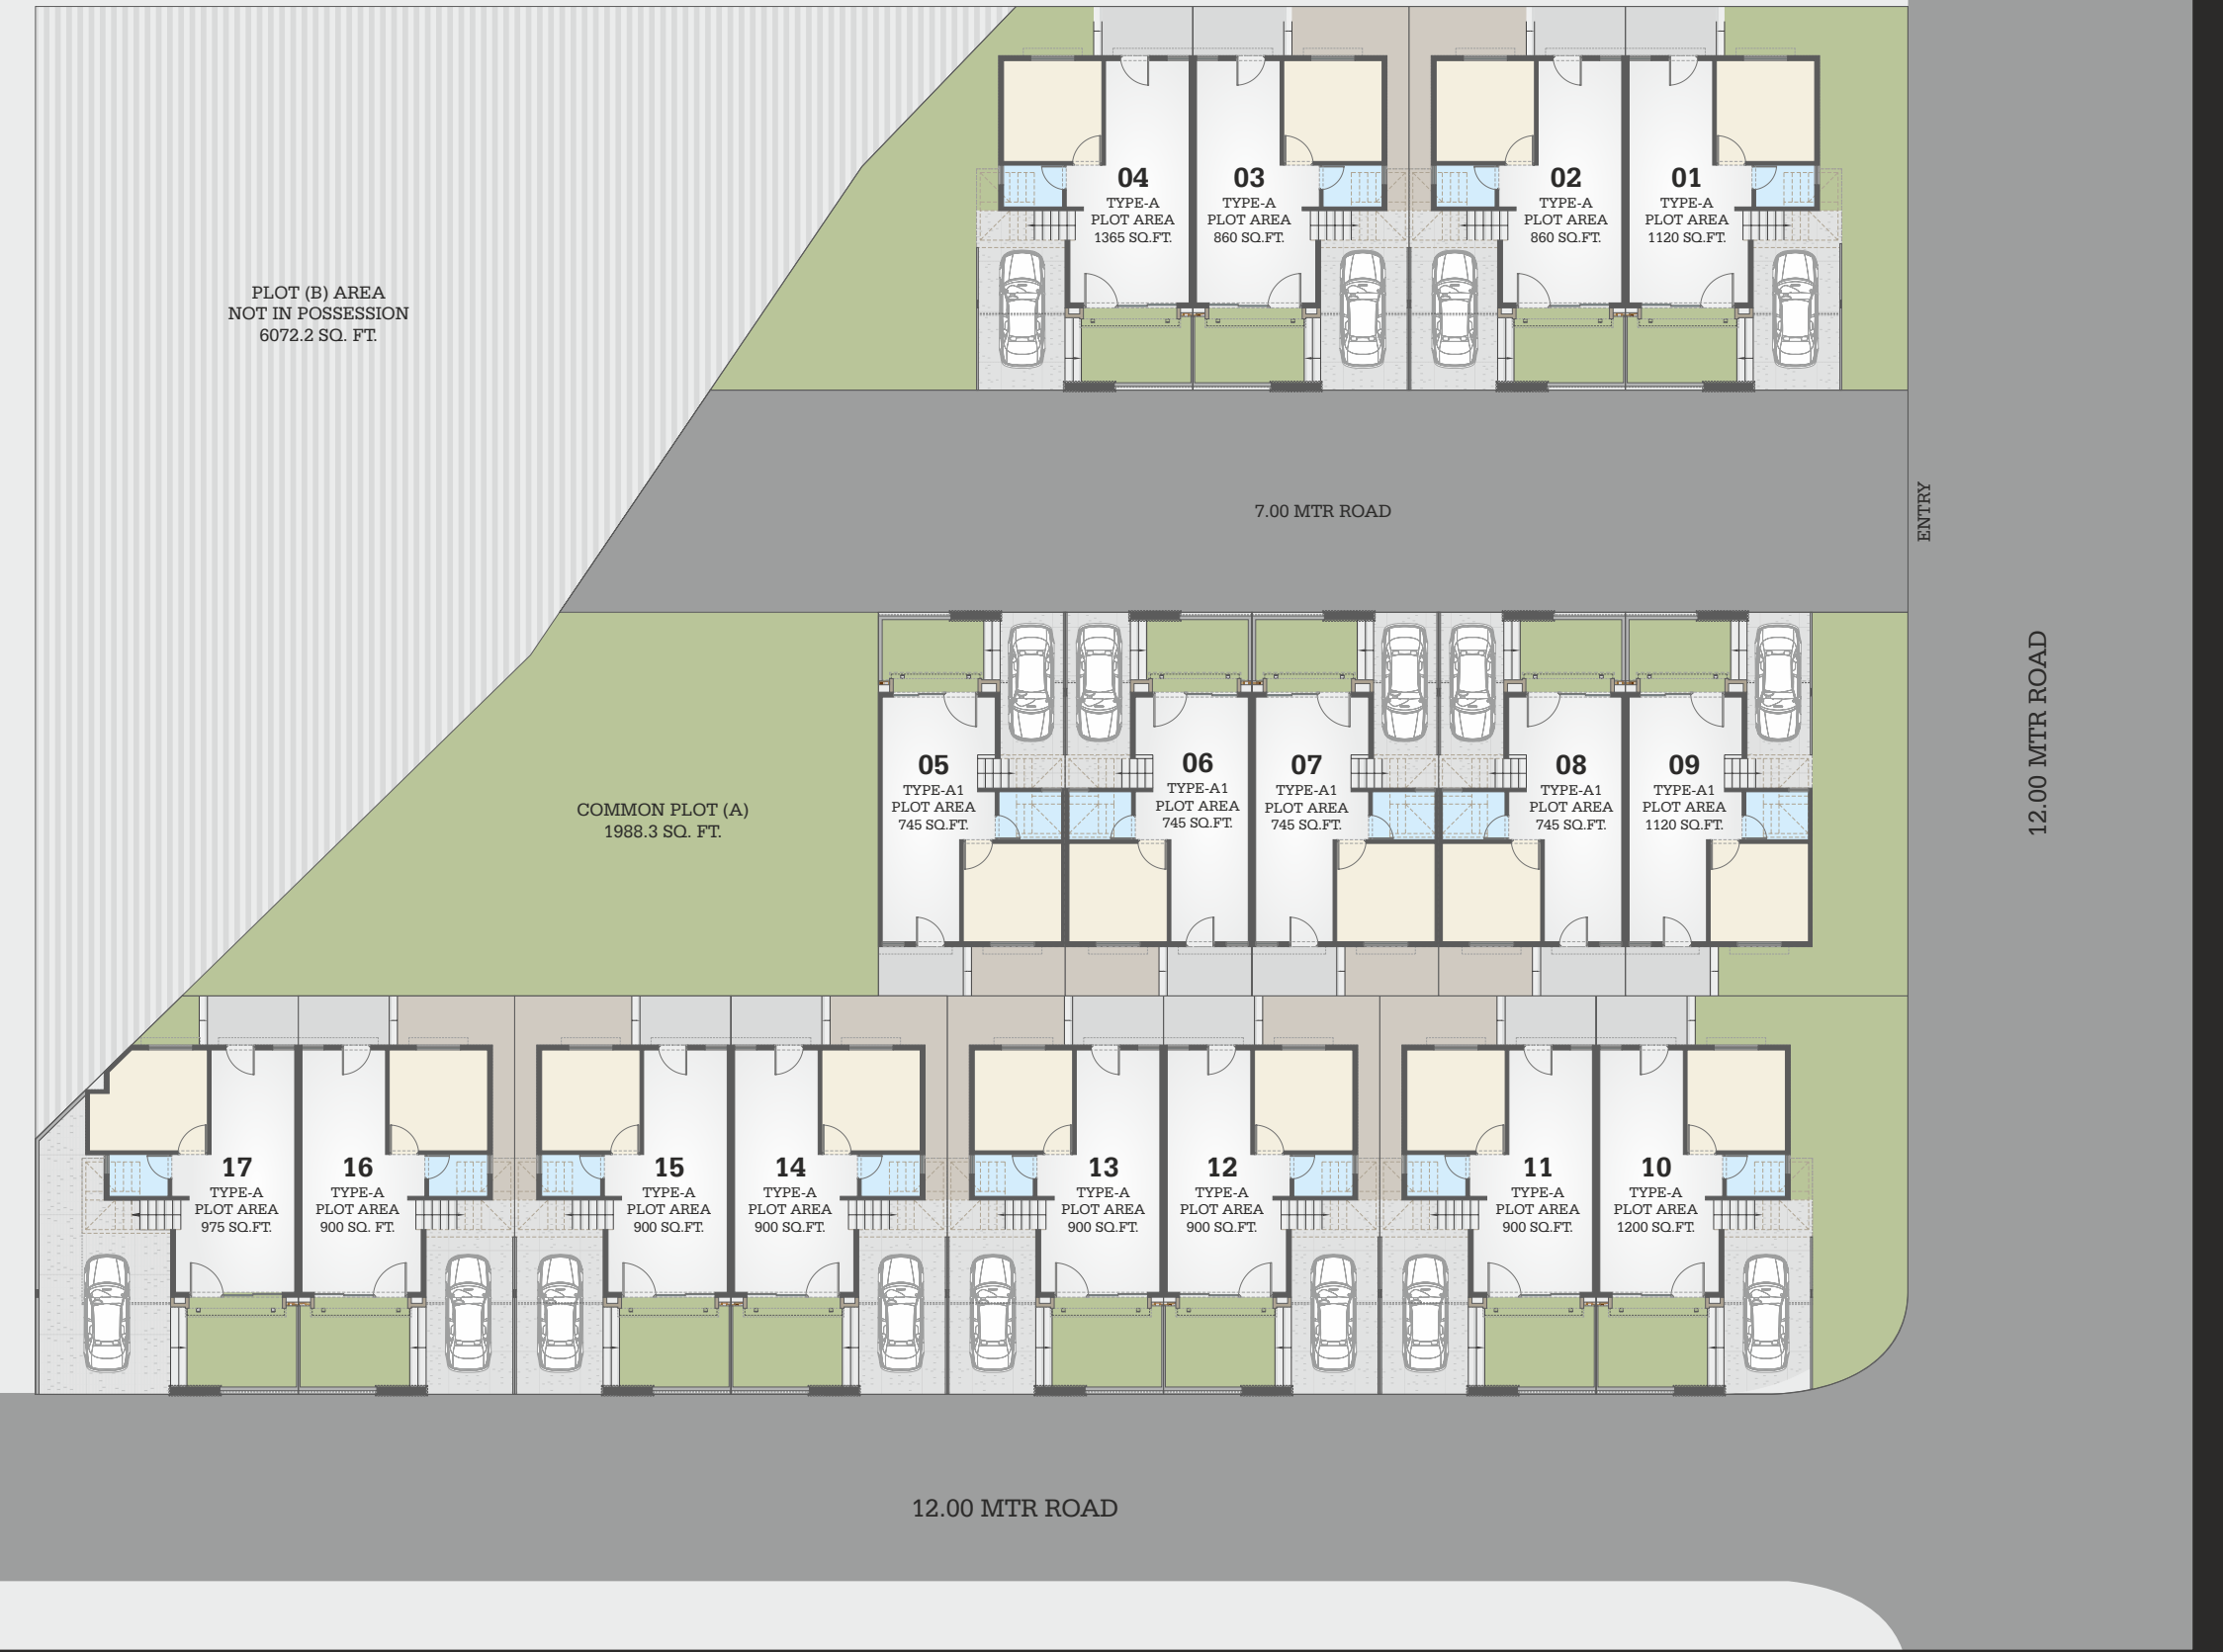 04
TYPE-A
PLOT AREA
1365 SQ.FT.
03
TYPE-A
PLOT AREA
860 SQ.FT.
02
TYPE-A
PLOT AREA
860 SQ.FT.
01
TYPE-A
PLOT AREA
1120 SQ.FT.
PLOT (B) AREA
NOT IN POSSESSION
6072.2 SQ. FT.
7.00 MTR ROAD
ENTRY
12.00 MTR ROAD
COMMON PLOT (A)
1988.3 SQ. FT.
05
TYPE-A1
PLOT AREA
745 SQ.FT.
06
TYPE-A1
PLOT AREA
745 SQ.FT.
07
TYPE-A1
PLOT AREA
745 SQ.FT.
08
TYPE-A1
PLOT AREA
745 SQ.FT.
09
TYPE-A1
PLOT AREA
1120 SQ.FT.
17
TYPE-A
PLOT AREA
975 SQ.FT.
16
TYPE-A
PLOT AREA
900 SQ. FT.
15
TYPE-A
PLOT AREA
900 SQ.FT.
14
TYPE-A
PLOT AREA
900 SQ.FT.
13
TYPE-A
PLOT AREA
900 SQ.FT.
12
TYPE-A
PLOT AREA
900 SQ.FT.
11
TYPE-A
PLOT AREA
900 SQ.FT.
10
TYPE-A
PLOT AREA
1200 SQ.FT.
12.00 MTR ROAD